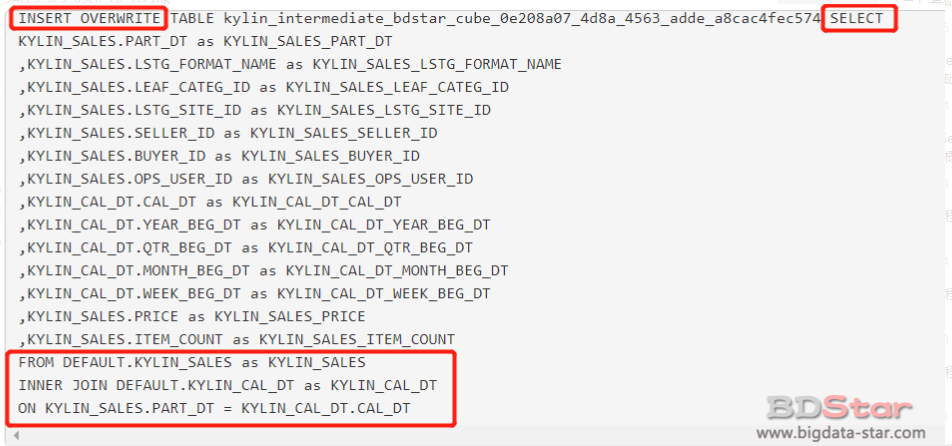 INSERT OVERWRITE TABLE kylin_intermediate_bdstar_cube_0e208a07_4d8a_4563_adde_a8cac4fec574 SELECT
KYLIN_SALES.PART_DT as KYLIN_SALES_PART_DT
,KYLIN_SALES.LSTG_FORMAT_NAME as KYLIN_SALES_LSTG_FORMAT_NAME
,KYLIN_SALES.LEAF_CATEG_ID as KYLIN_SALES_LEAF_CATEG_ID
,KYLIN_SALES.LSTG_SITE_ID as KYLIN_SALES_LSTG_SITE_ID
,KYLIN_SALES.SELLER_ID as KYLIN_SALES_SELLER_ID
,KYLIN_SALES.BUYER_ID as KYLIN_SALES_BUYER_ID
,KYLIN_SALES.OPS_USER_ID as KYLIN_SALES_OPS_USER_ID
,KYLIN_CAL_DT.CAL_DT as KYLIN_CAL_DT_CAL_DT
,KYLIN_CAL_DT.YEAR_BEG_DT as KYLIN_CAL_DT_YEAR_BEG_DT
,KYLIN_CAL_DT.QTR_BEG_DT as KYLIN_CAL_DT_QTR_BEG_DT
,KYLIN_CAL_DT.MONTH_BEG_DT as KYLIN_CAL_DT_MONTH_BEG_DT
,KYLIN_CAL_DT.WEEK_BEG_DT as KYLIN_CAL_DT_WEEK_BEG_DT
,KYLIN_SALES.PRICE as KYLIN_SALES_PRICE
,KYLIN_SALES.ITEM_COUNT as KYLIN_SALES_ITEM_COUNT
FROM DEFAULT.KYLIN_SALES as KYLIN_SALES
INNER JOIN DEFAULT.KYLIN_CAL_DT as KYLIN_CAL_DT
ON KYLIN_SALES.PART_DT = KYLIN_CAL_DT.CAL_DT
BDStar
www.bigdata-star.com